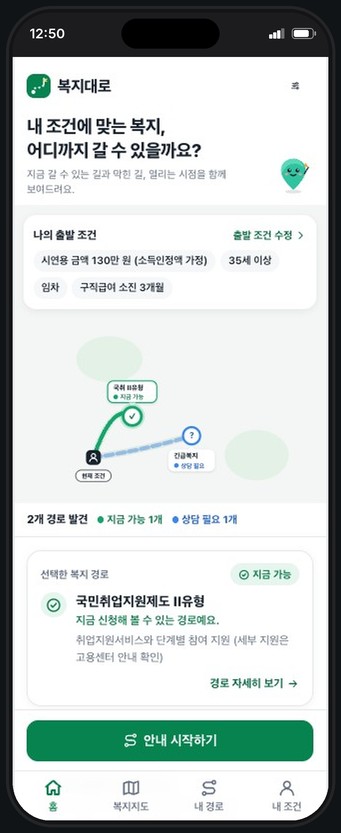 12:50
복지대로
내 조건에 맞는 복지,
어디까지 갈 수 있을까요?
지금 갈 수 있는 길과 막힌 길, 열리는 시점을 함께
보여드려요.
나의 출발 조건
출발 조건 수정 >
시연용 금액 130만 원 (소득인정액 가정)
35세 이상
임차
구직급여 소진 3개월
국취 II유형
지금 가능
?
긴급복지
상담 필요
현재 조건
2개 경로 발견
지금 가능 1개
상담 필요 1개
선택한 복지 경로
지금 가능
국민취업지원제도 II유형
지금 신청해 볼 수 있는 경로예요.
취업지원서비스와 단계별 참여 지원 (세부 지원은
고용센터 안내 확인)
경로 자세히 보기 →
안내 시작하기
홈
복지지도
내 경로
내 조건